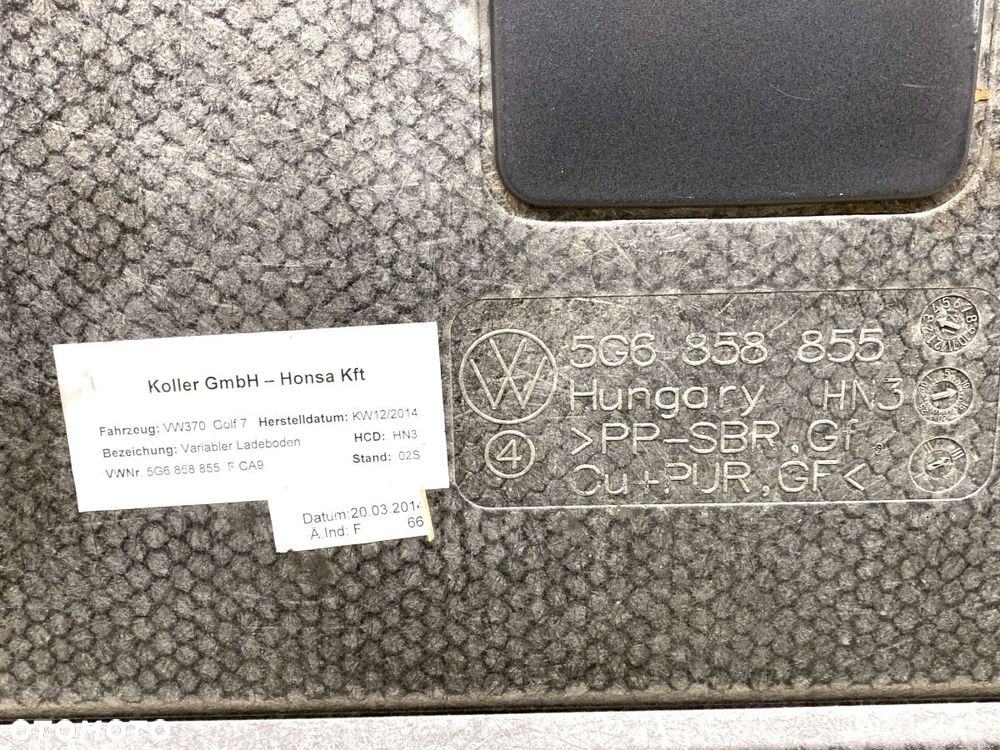 5G6 858 855
Hungary HN3
>PP-SBR,Gf
Cu+PUR,GF<
4
Koller GmbH – Honsa Kft
Fahrzeug: VW370 Golf 7 Herstelldatum: KW12/2014
Bezeichung: Variabler Ladeboden HCD: HN3
VWNr. 5G6 858 855 F CA9 Stand: 02S
Datum:20.03.2014
Ä.Ind: F 66
OTOMOTO